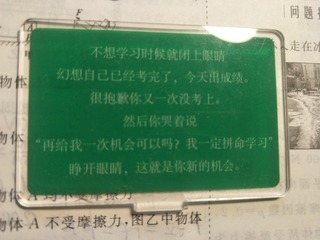 不想学习时候就闭上眼睛
幻想自己已经考完了，今天出成绩。
很抱歉你又一次没考上。
然后你哭着说
“再给我一次机会可以吗？我一定拼命学习”
睁开眼睛，这就是你新的机会。
物体 A 不受摩擦力，图乙中物体
问题